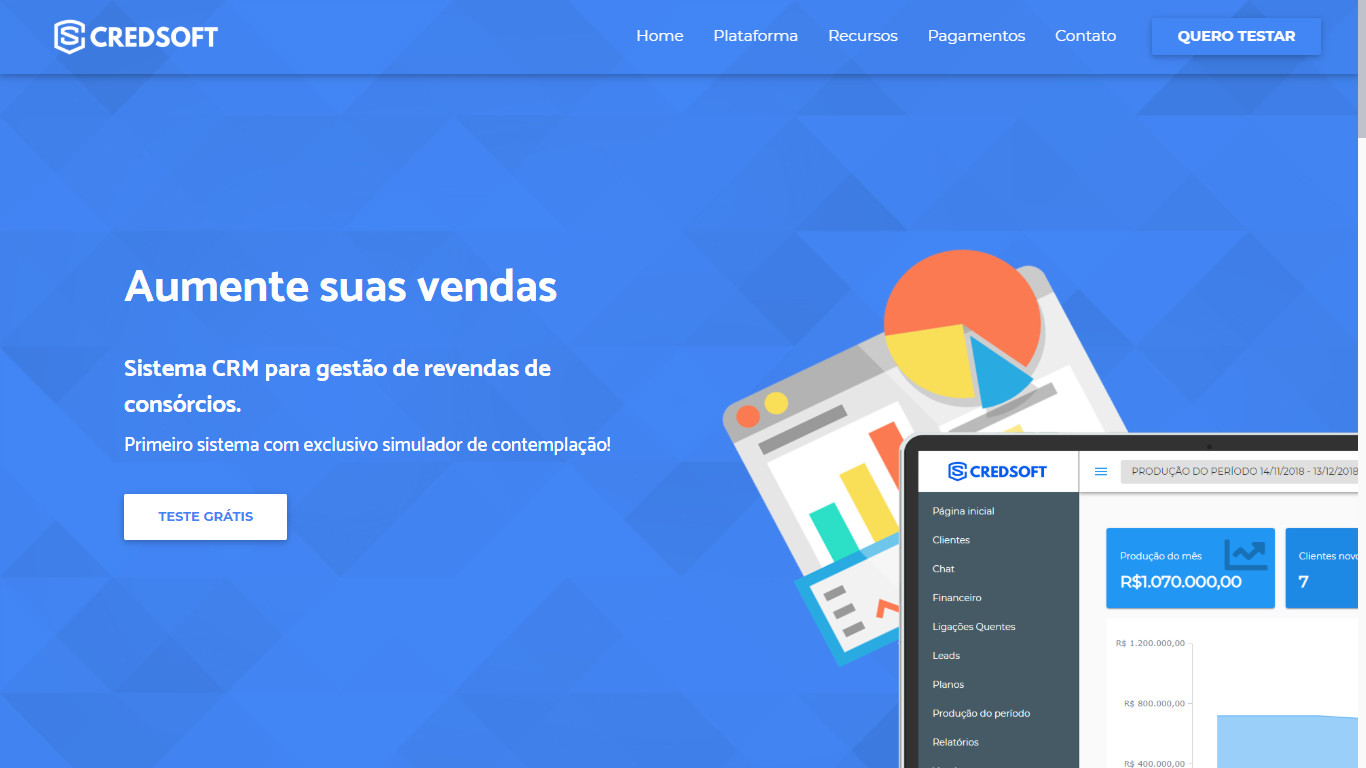 CREDSOFT
Home
Plataforma
Recursos
Pagamentos
Contato
QUERO TESTAR
Aumente suas vendas
Sistema CRM para gestão de revendas de
consórcios.
Primeiro sistema com exclusivo simulador de contemplação!
TESTE GRÁTIS
CREDSOFT
PRODUÇÃO DO PERÍODO 14/11/2018 - 13/12/2018
Página inicial
Clientes
Chat
Financeiro
Ligações Quentes
Leads
Planos
Produção do período
Relatórios
Produção do mês
R$1.070.000,00
Clientes novo
7
R$ 1.200.000,00
R$ 800.000,00
R$ 400.000,00